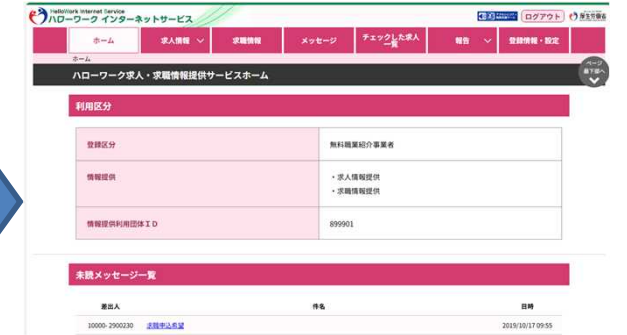 HelloWork Internet Service
ハローワーク インターネットサービス
ログアウト
厚生労働省
ホーム
求人情報
求職情報
メッセージ
チェックした求人一覧
報告
登録情報・設定
ホーム
ページ
最下部へ
ハローワーク求人・求職情報提供サービスホーム
利用区分
登録区分
無料職業紹介事業者
情報提供
・求人情報提供
・求職情報提供
情報提供利用団体ID
899901
未読メッセージ一覧
差出人
件名
日時
10000-2900230
求職申込希望
2019/10/17 09:55